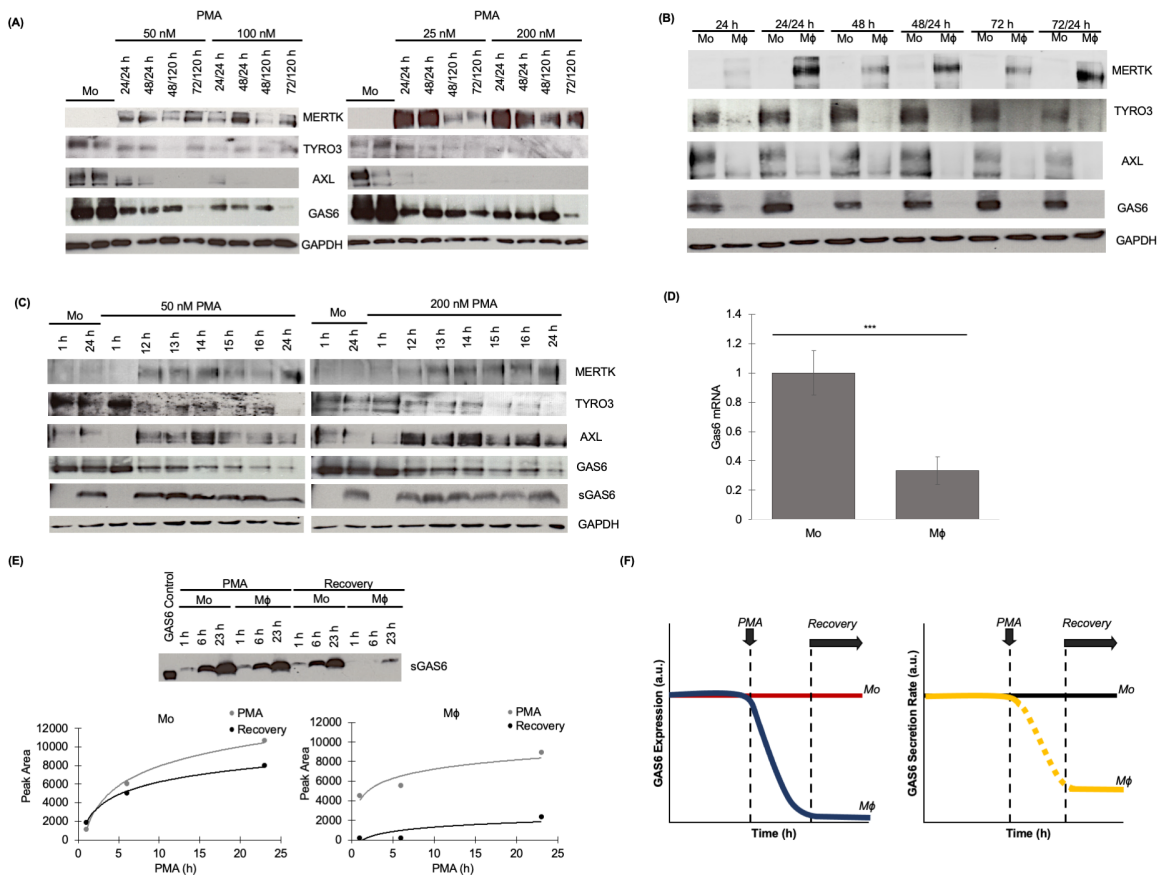 (A)
PMA
50 nM 100 nM
Mo 24/24 h 48/24 h 48/120 h 72/120 h 24/24 h 48/24 h 48/120 h 72/120 h
PMA
25 nM 200 nM
Mo 24/24 h 48/24 h 48/120 h 72/120 h 24/24 h 48/24 h 48/120 h 72/120 h
MERTK
TYRO3
AXL
GAS6
GAPDH
(B)
24 h 24/24 h 48 h 48/24 h 72 h 72/24 h
Mo Mϕ Mo Mϕ Mo Mϕ Mo Mϕ Mo Mϕ Mo Mϕ
MERTK
TYRO3
AXL
GAS6
GAPDH
(C)
Mo 50 nM PMA
1 h 24 h 1 h 12 h 13 h 14 h 15 h 16 h 24 h
Mo 200 nM PMA
1 h 24 h 1 h 12 h 13 h 14 h 15 h 16 h 24 h
MERTK
TYRO3
AXL
GAS6
sGAS6
GAPDH
(D)
Gas6 mRNA
1.4
1.2
1
0.8
0.6
0.4
0.2
0
***
Mo Mϕ
(E)
GAS6 Control
PMA Recovery
Mo Mϕ Mo Mϕ
1 h 6 h 23 h 1 h 6 h 23 h 1 h 6 h 23 h 1 h 6 h 23 h
sGAS6
Mo
PMA
Recovery
Peak Area
12000
10000
8000
6000
4000
2000
0
0 5 10 15 20 25
PMA (h)
Mϕ
PMA
Recovery
Peak Area
12000
10000
8000
6000
4000
2000
0
0 5 10 15 20 25
PMA (h)
(F)
PMA Recovery
GAS6 Expression (a.u.)
Mo
Mϕ
Time (h)
PMA Recovery
GAS6 Secretion Rate (a.u.)
Mo
Mϕ
Time (h)